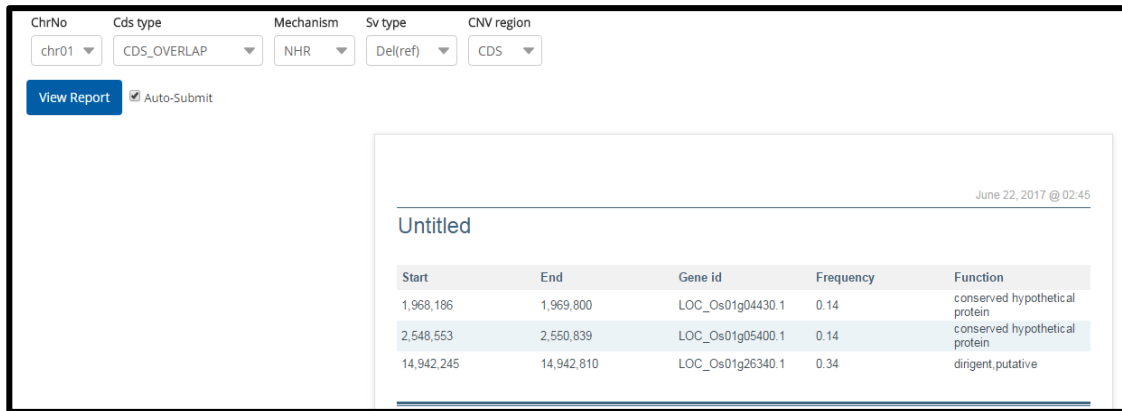 ChrNo Cds type Mechanism Sv type CNV region
chr01 CDS_OVERLAP NHR Del(ref) CDS
View Report Auto-Submit
June 22, 2017 @ 02:45
Untitled
Start End Gene id Frequency Function
1,968,186 1,969,800 LOC_Os01g04430.1 0.14 conserved hypothetical
protein
2,548,553 2,550,839 LOC_Os01g05400.1 0.14 conserved hypothetical
protein
14,942,245 14,942,810 LOC_Os01g26340.1 0.34 dirigent,putative